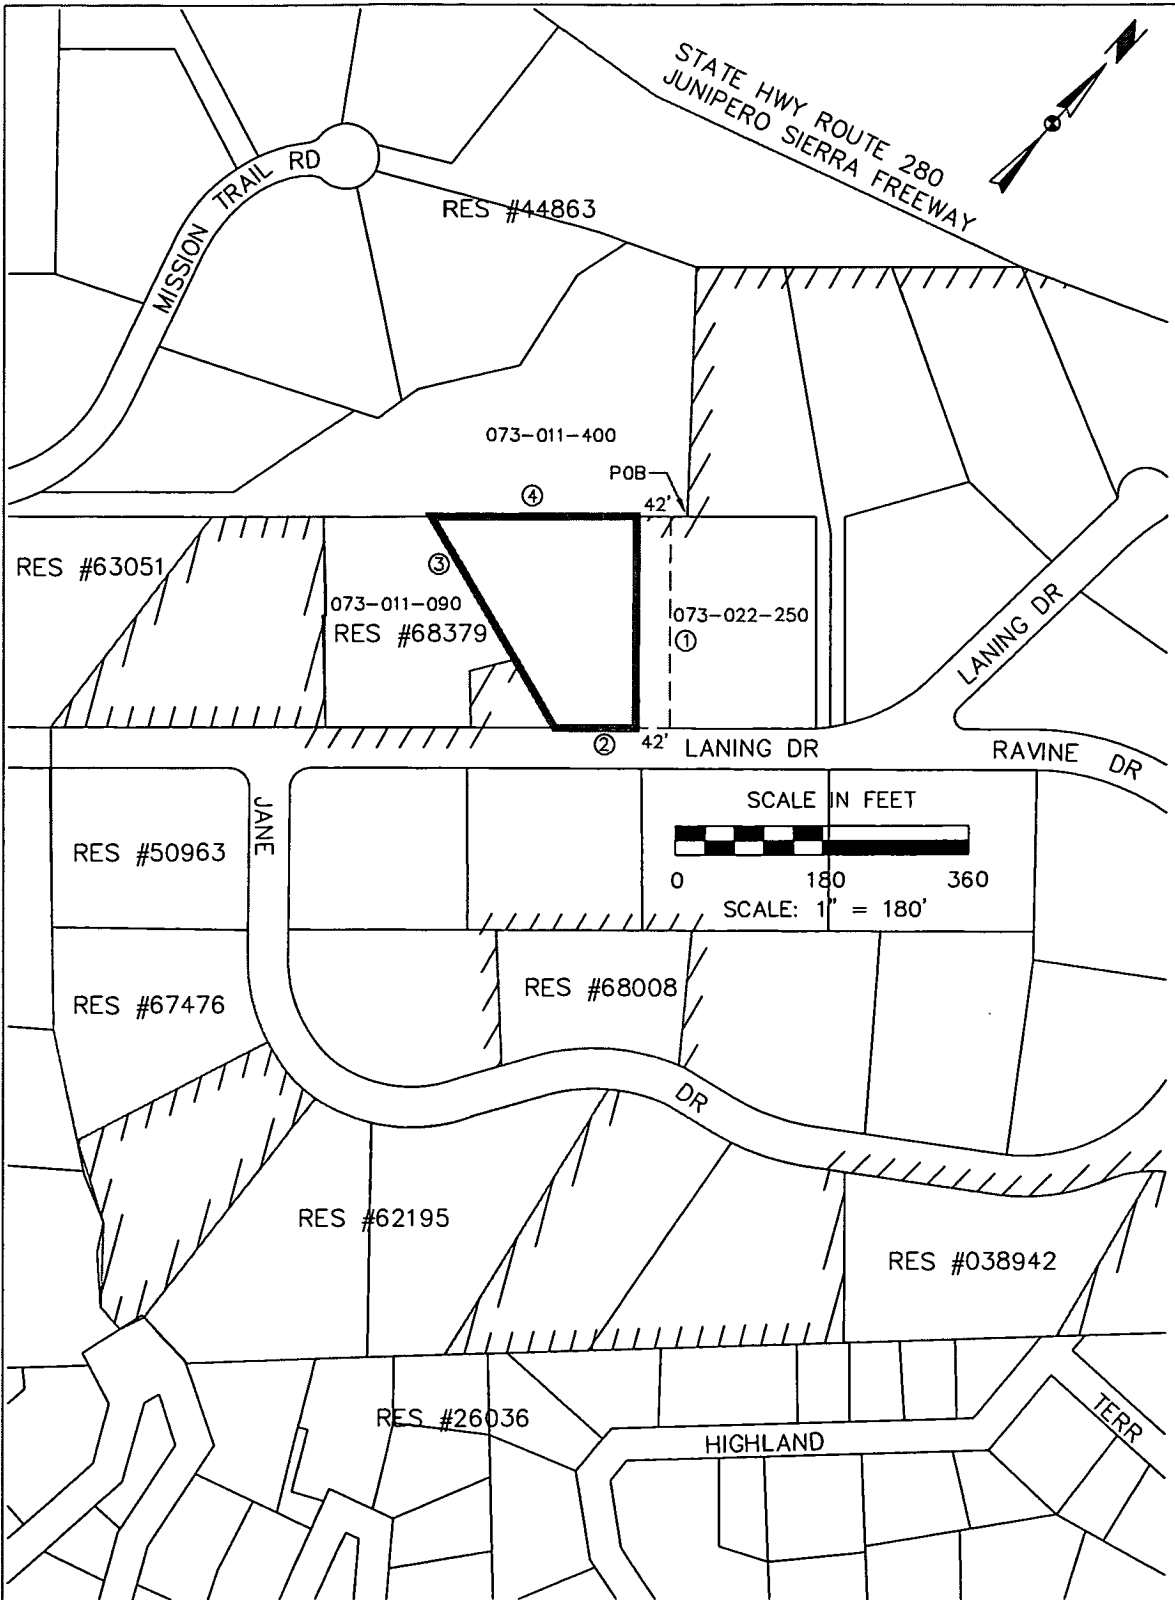 N
STATE HWY ROUTE 280
JUNIPERO SIERRA FREEWAY
MISSION TRAIL RD
RES #44863
073-011-400
POB
42'
④
RES #63051
③
073-011-090
RES #68379
073-022-250
①
LANING DR
②
42'
LANING DR
RAVINE DR
JANE
SCALE IN FEET
0 180 360
SCALE: 1" = 180'
RES #50963
RES #67476
RES #68008
DR
RES #62195
RES #038942
RES #26036
HIGHLAND
TERR